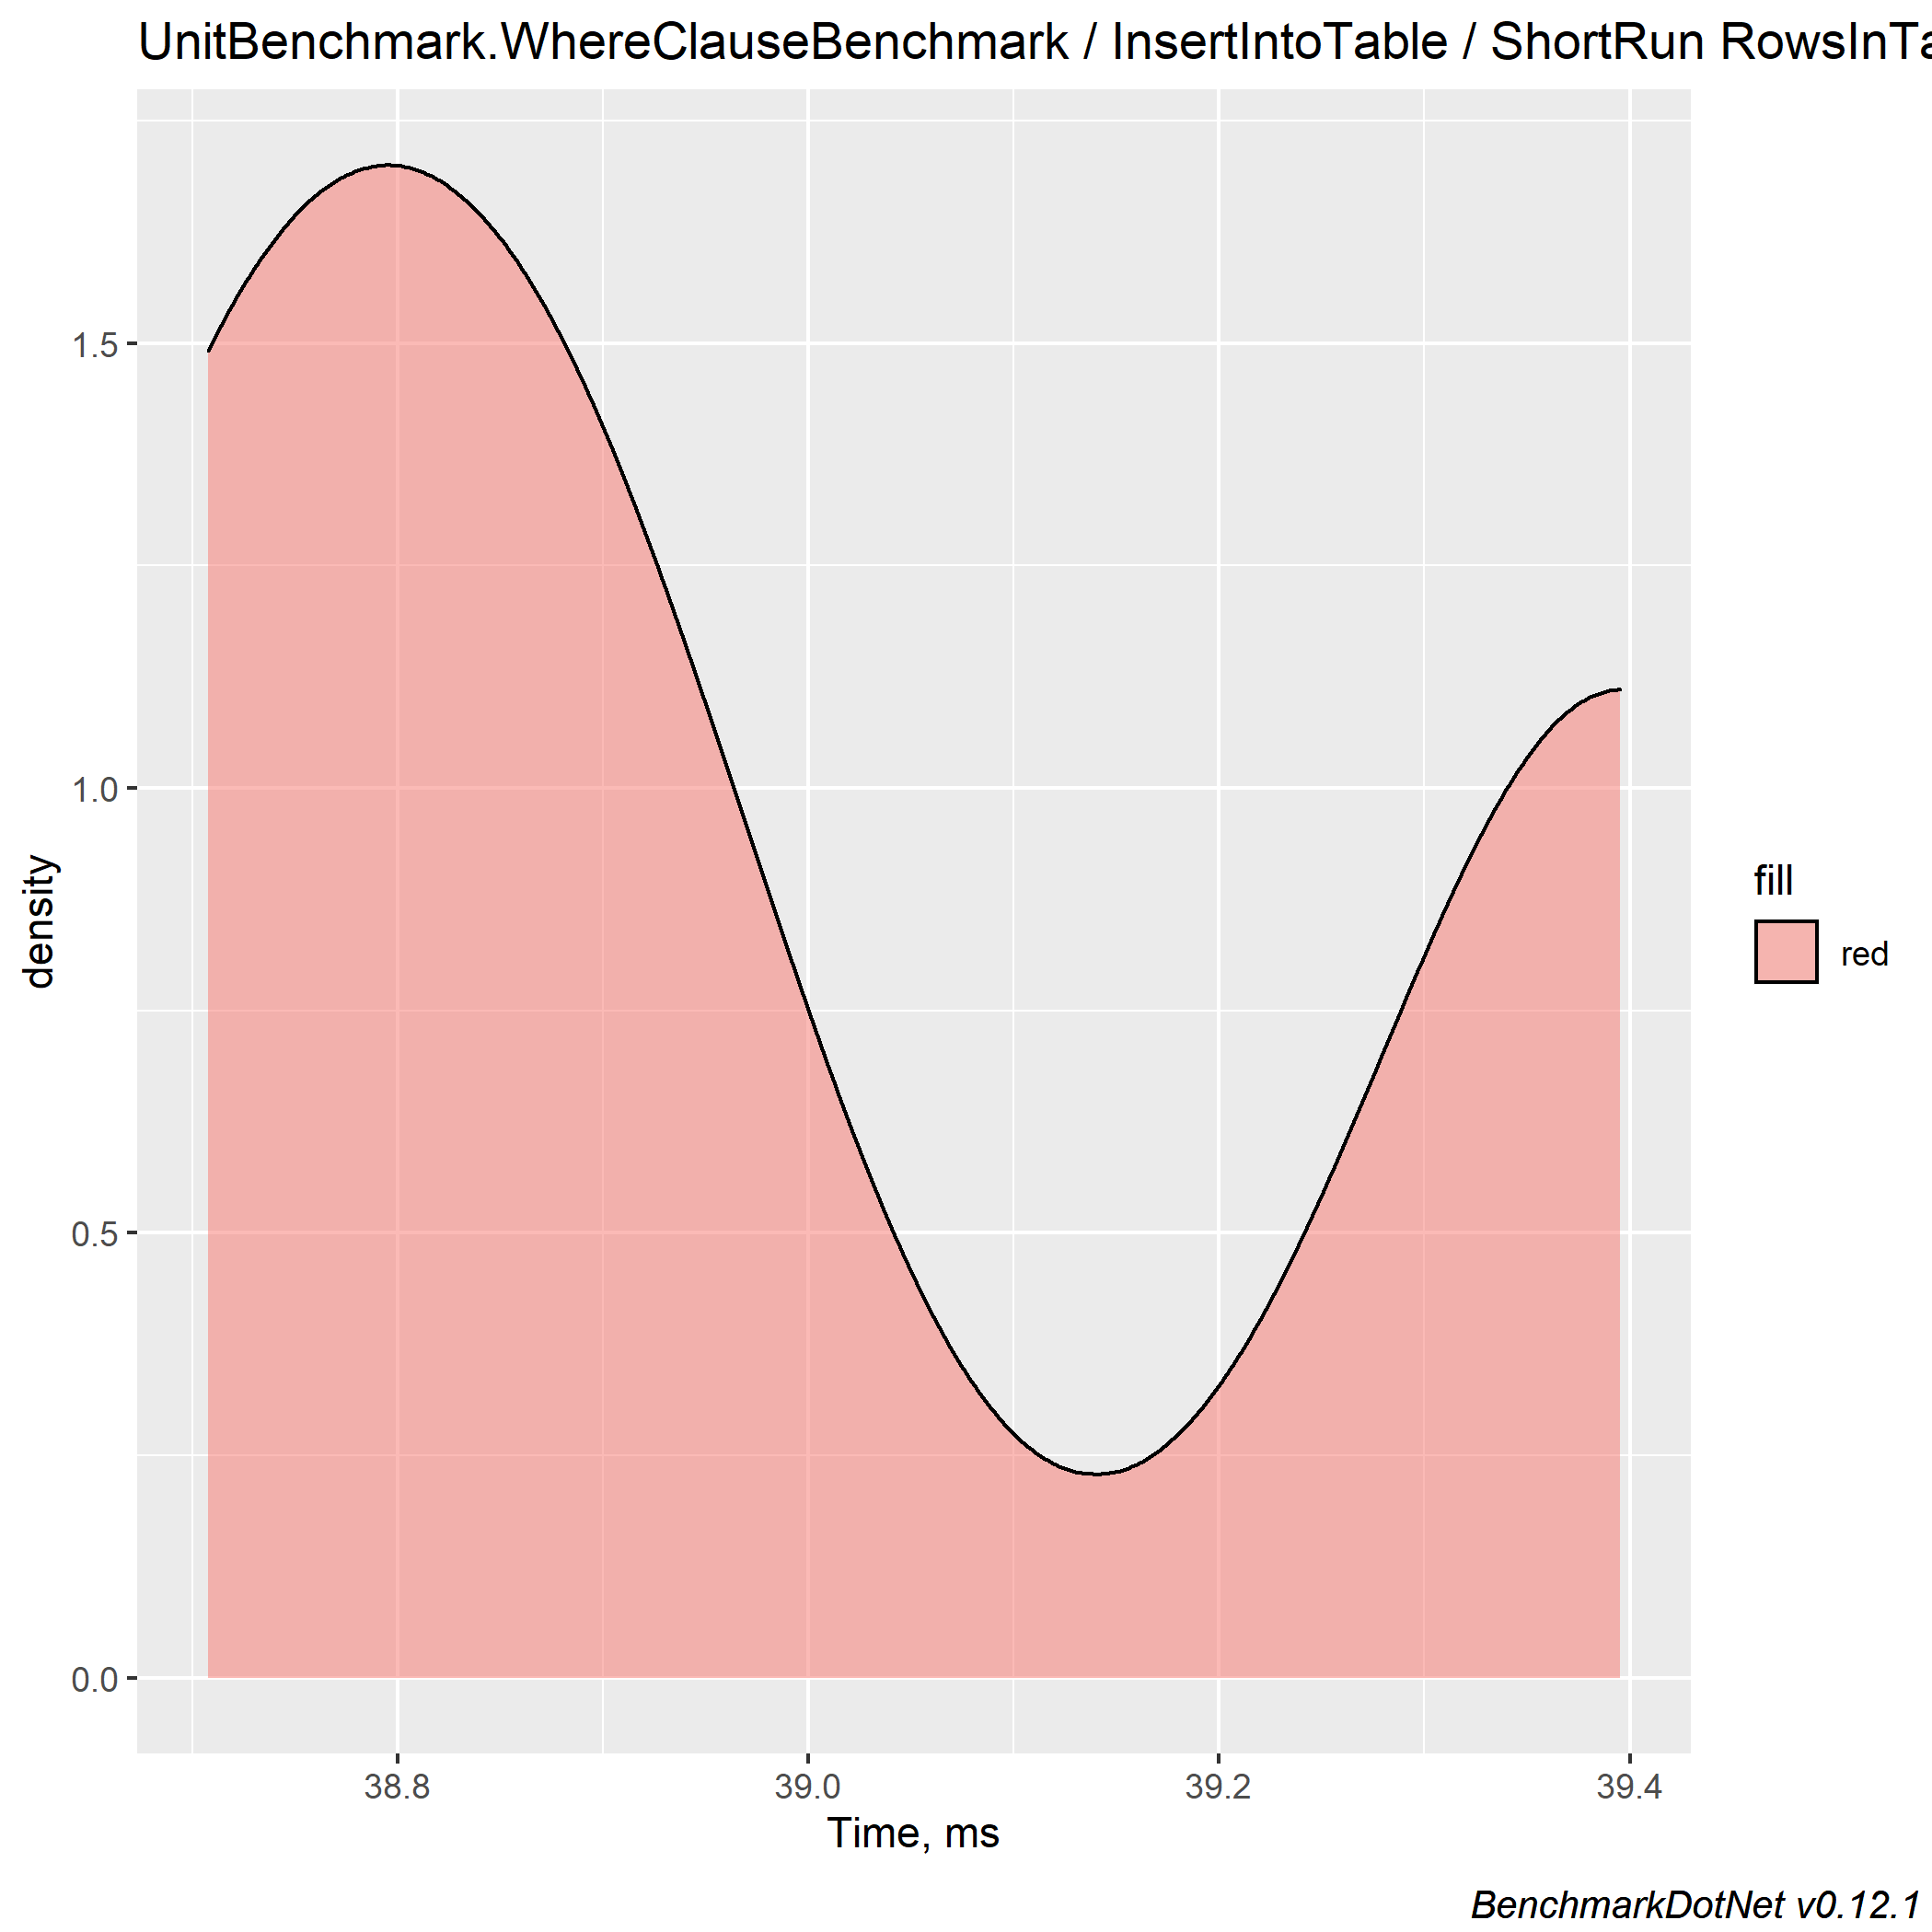 UnitBenchmark.WhereClauseBenchmark / InsertIntoTable / ShortRun RowsInTa
1.5
1.0
0.5
0.0
density
38.8 39.0 39.2 39.4
Time, ms
fill
red
BenchmarkDotNet v0.12.1